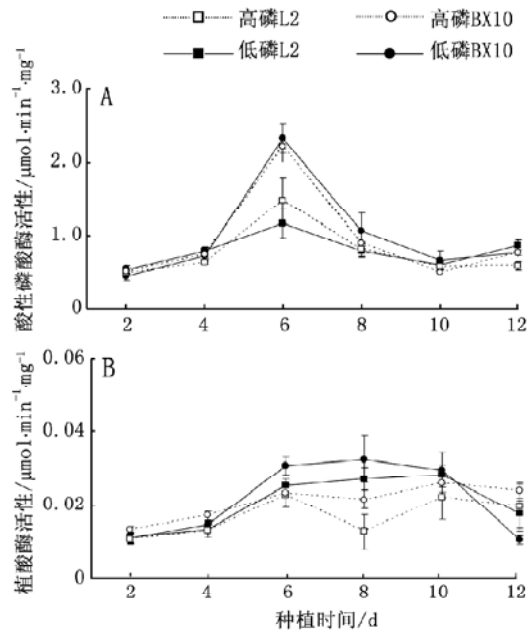 高磷L2 高磷BX10
低磷L2 低磷BX10
A
3.0
2.0
1.0
0
酸性磷酸酶活性/μmol·min⁻¹·mg⁻¹
2 4 6 8 10 12
B
0.06
0.04
0.02
0
植酸酶活性/μmol·min⁻¹·mg⁻¹
2 4 6 8 10 12
种植时间/d